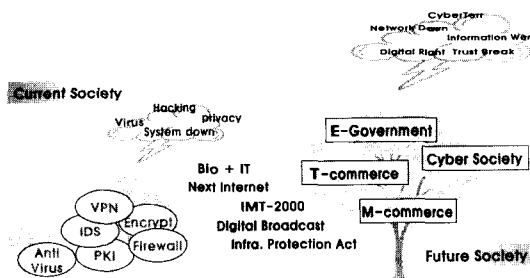 CyberTerr
Network Down
Information War
Digital Right Trust Break
Current Society
Hacking
Virus
privacy
System down
E-Government
Cyber Society
T-commerce
M-commerce
Bio + IT
Next Internet
IMT-2000
Digital Broadcast
Infra. Protection Act
VPN
Encrypt
IDS
Firewall
Anti
Virus
PKI
Future Society